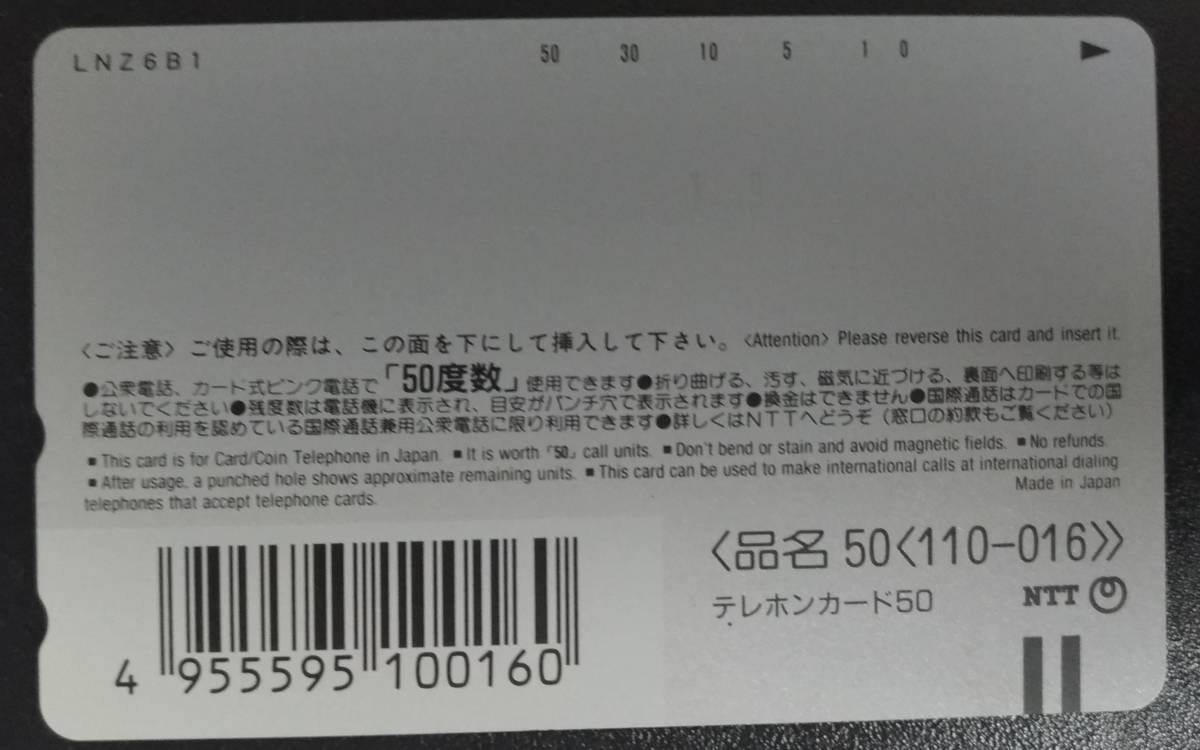 LNZ6B1 50 30 10 5 1 0 ▶
〈ご注意〉ご使用の際は、この面を下にして挿入して下さい。〈Attention〉Please reverse this card and insert it.
●公衆電話、カード式ピンク電話で「50度数」使用できます●折り曲げる、汚す、磁気に近づける、裏面へ印刷する等は
しないでください●残度数は電話機に表示され、目安がパンチ穴で表示されます●換金はできません●国際通話はカードでの国
際通話の利用を認めている国際通話兼用公衆電話に限り利用できます●詳しくはNTTへどうぞ（窓口の約款もご覧ください）
■This card is for Card/Coin Telephone in Japan. ■It is worth「50」call units. ■Don't bend or stain and avoid magnetic fields. ■No refunds.
■After usage, a punched hole shows approximate remaining units. ■This card can be used to make international calls at international dialing
telephones that accept telephone cards.
Made in Japan
〈品名 50〈110-016〉〉
テレホンカード50
NTT
4 955595 100160